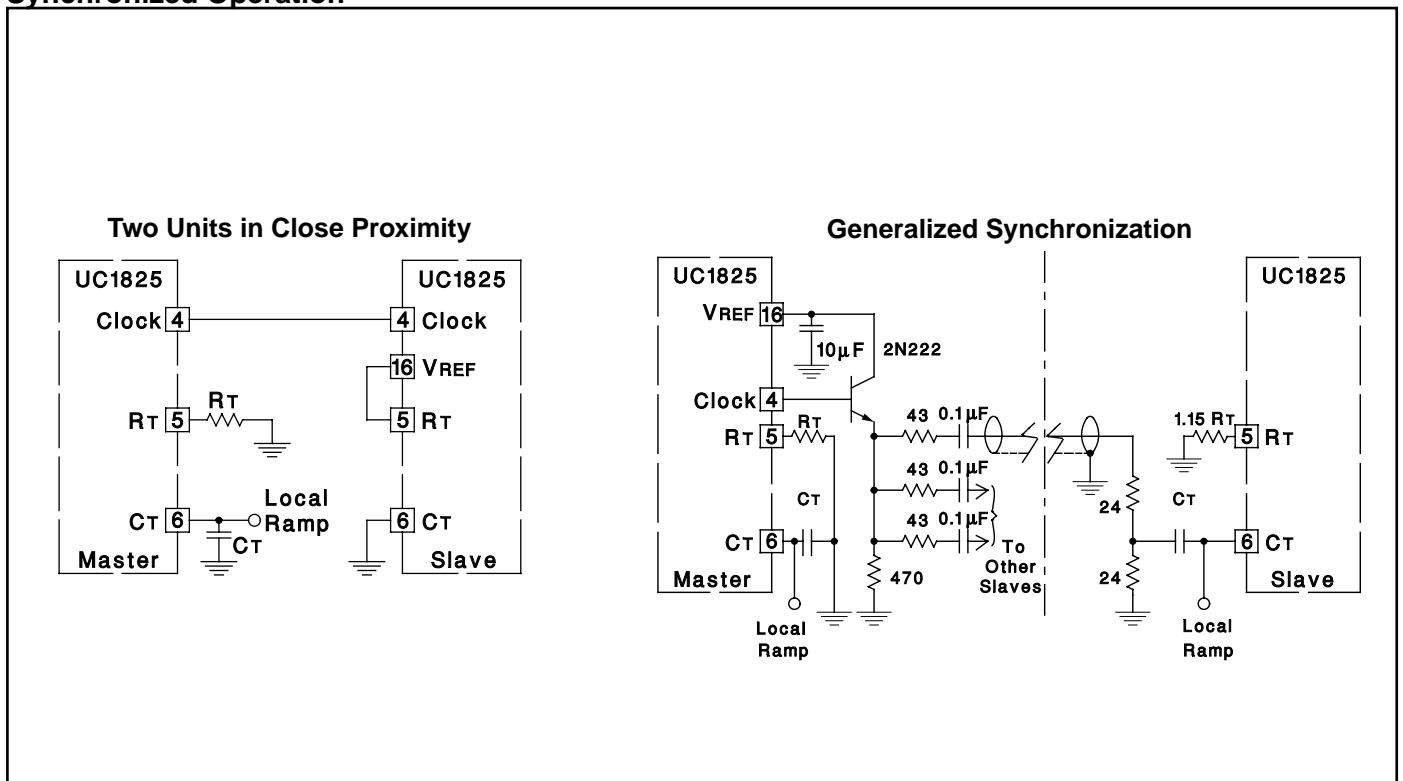 Synchronized Operation
Two Units in Close Proximity
UC1825
UC1825
Clock 4
4 Clock
16 VREF
RT 5
RT
5 RT
CT 6
Local
Ramp
CT
6 CT
Master
Slave
Generalized Synchronization
UC1825
UC1825
VREF 16
10µF
2N222
Clock 4
RT 5
RT
43 0.1µF
1.15 RT
5 RT
43 0.1µF
CT
24
CT
43 0.1µF
CT 6
6 CT
To
Other
Slaves
Master
470
24
Slave
Local
Ramp
Local
Ramp